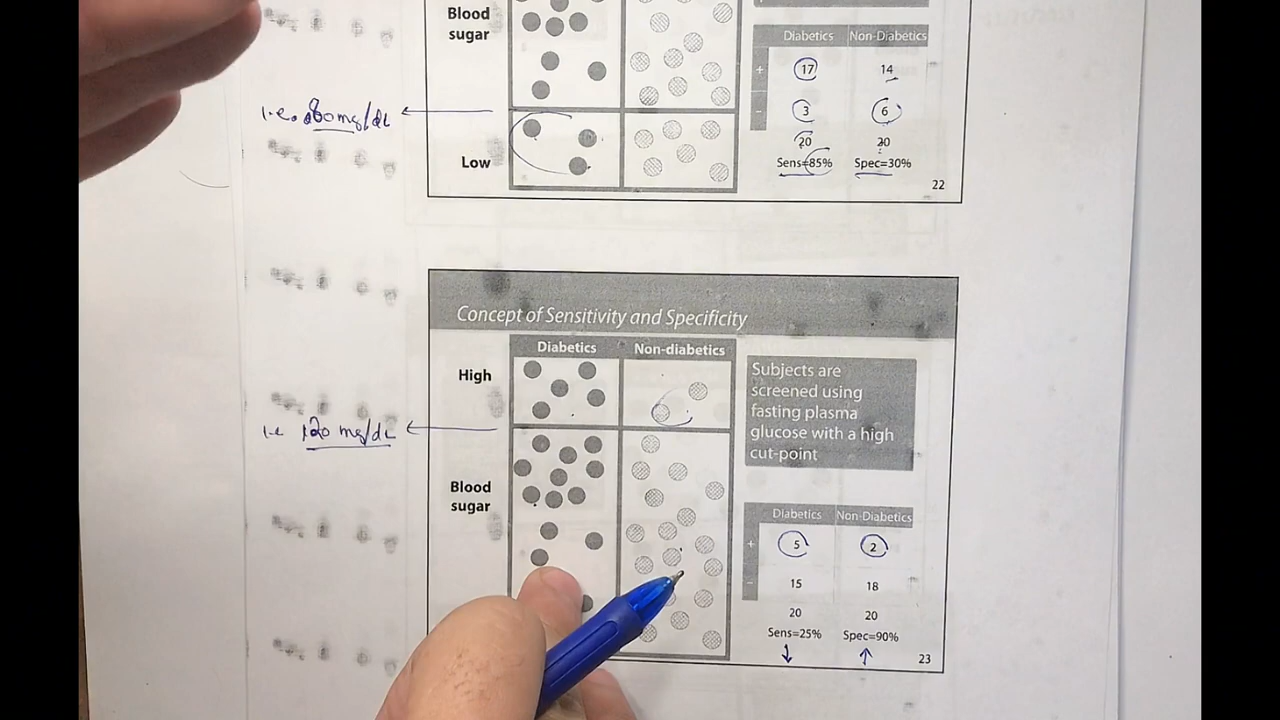 Blood
sugar
Diabetics Non-Diabetics
+ 17 14
i.e. 80 mg/dL
- 3 6
20 20
Low
Sens=85% Spec=30%
22
Concept of Sensitivity and Specificity
Diabetics Non-diabetics
High
Subjects are
screened using
fasting plasma
glucose with a high
cut-point
i.e 120 mg/dL
Blood
sugar
Diabetics Non-Diabetics
+ 5 2
- 15 18
20 20
Sens=25% Spec=90%
23